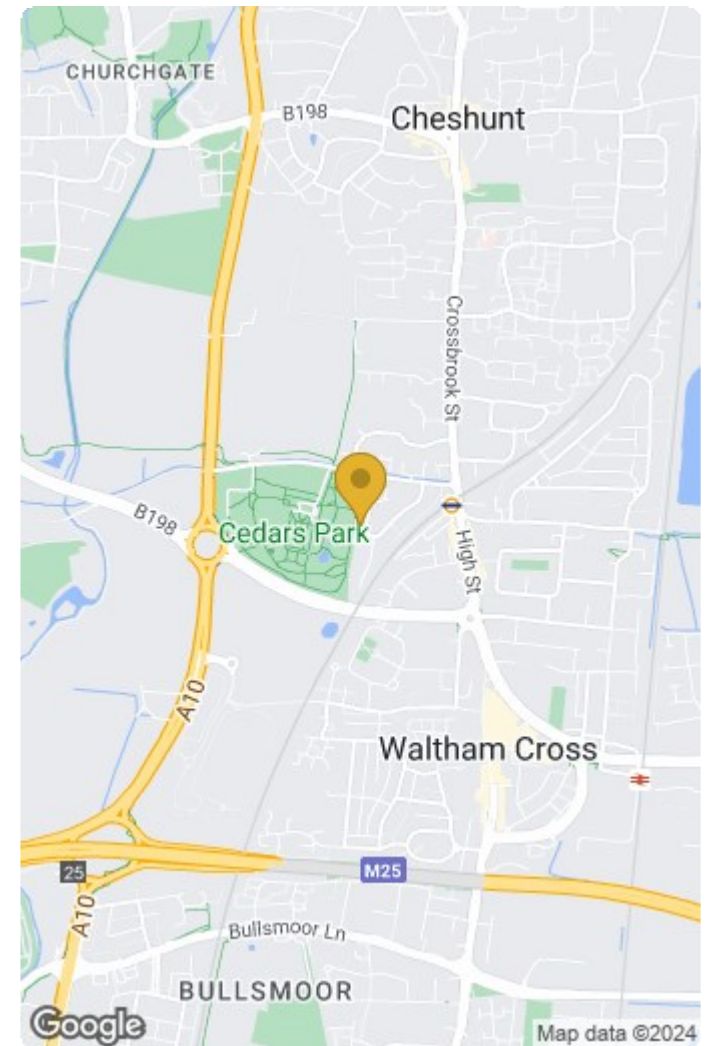 CHURCHGATE
B198
Cheshunt
Crossbrook St
B198
Cedars Park
High St
A10
Waltham Cross
25
M25
A10
Bullsmoor Ln
BULLSMOOR
Google
Map data ©2024